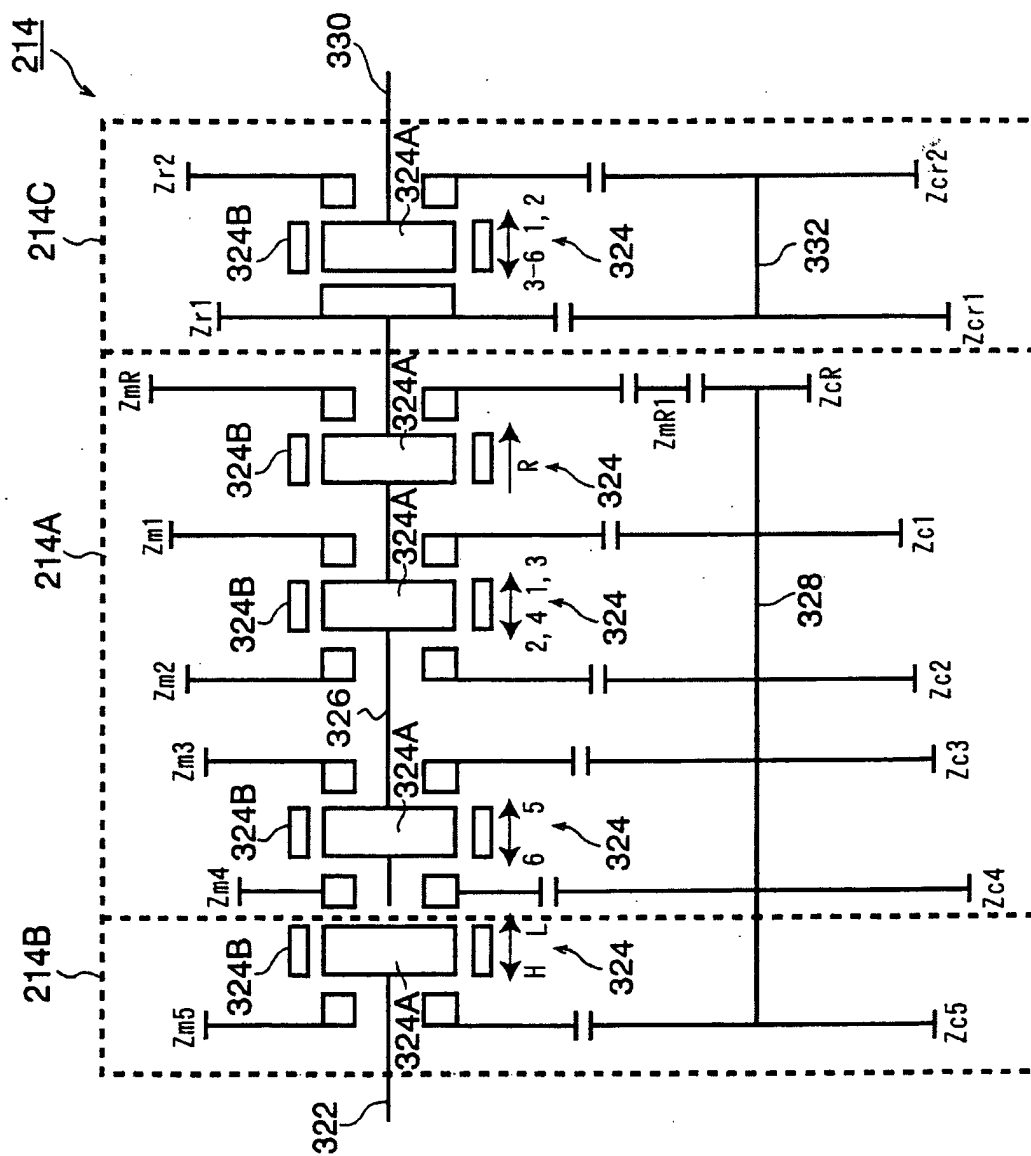 214
214B
214A
214C
322
330
Zm5
Zm4
Zm3
Zm2
Zm1
ZmR
Zr1
Zr2
324B
324B
324B
324B
324B
324A
324A
324A
324A
324A
326
H L
6 5
2, 4 1, 3
R
3-6 1, 2
324
324
324
324
324
ZmR1
328
332
Zc5
Zc4
Zc3
Zc2
Zc1
ZcR
Zcr1
Zcr2